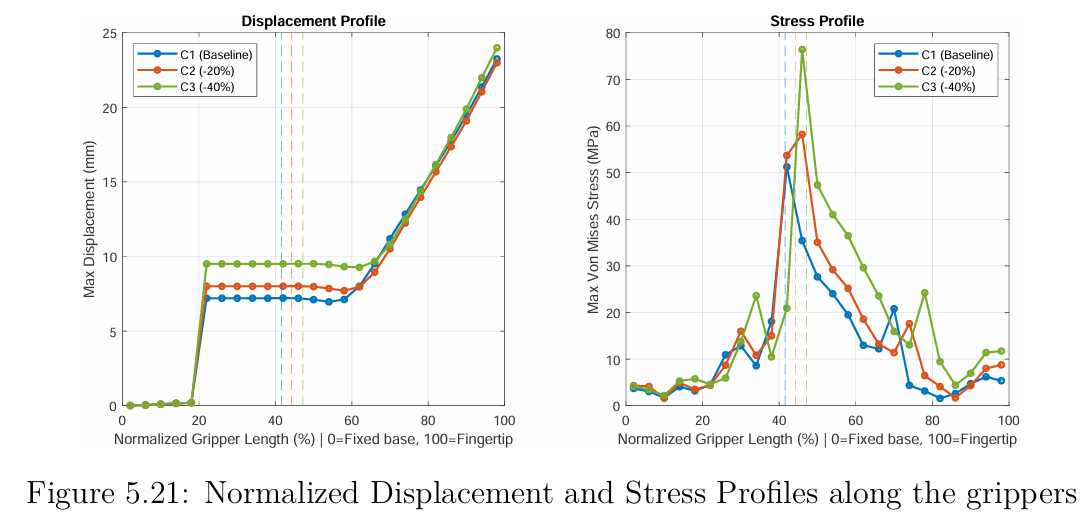 Displacement Profile
25
20
15
10
5
0
Max Displacement (mm)
C1 (Baseline)
C2 (-20%)
C3 (-40%)
0
20
40
60
80
100
Normalized Gripper Length (%) | 0=Fixed base, 100=Fingertip
Stress Profile
80
70
60
50
40
30
20
10
0
Max Von Mises Stress (MPa)
C1 (Baseline)
C2 (-20%)
C3 (-40%)
0
20
40
60
80
100
Normalized Gripper Length (%) | 0=Fixed base, 100=Fingertip
Figure 5.21: Normalized Displacement and Stress Profiles along the grippers